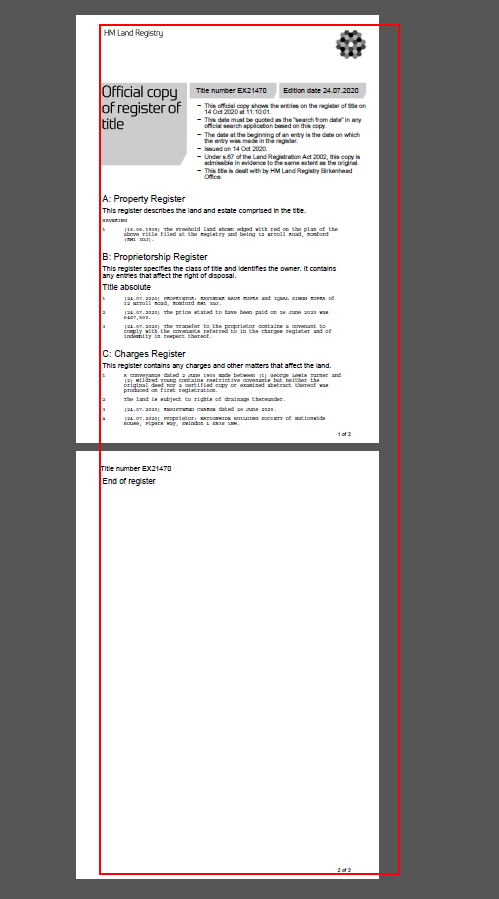 HM Land Registry
Official copy
of register of
title
Title number EX21470
Edition date 24.07.2020
– This official copy shows the entries on the register of title on
14 Oct 2020 at 11:10:01.
– This date must be quoted as the "search from date" in any
official search application based on this copy.
– The date at the beginning of an entry is the date on which
the entry was made in the register.
– Issued on 14 Oct 2020.
– Under s.67 of the Land Registration Act 2002, this copy is
admissible in evidence to the same extent as the original.
– This title is dealt with by HM Land Registry Birkenhead
Office.
A: Property Register
This register describes the land and estate comprised in the title.
HAVERING
1 The Freehold land shown edged with red on the plan of the
above title filed at the Registry and being 12 Road, Romford
B: Proprietorship Register
This register specifies the class of title and identifies the owner. It contains
any entries that affect the right of disposal.
Title absolute
1 (24.07.2020) PROPRIETOR: KAUR and SINGH of
12 Road, Romford
2 (24.07.2020) The price stated to have been paid on 26 June 2020 was
3 (24.07.2020) The Transfer to the proprietor contains a covenant to
comply with the covenants referred to in the Charges Register and of
indemnity in respect thereof.
C: Charges Register
This register contains any charges and other matters that affect the land.
1 A Conveyance dated 2 June made between (1) George Lewis Turner and
(2) Mildred Young contains restrictive covenants but neither the
original deed nor a certified copy or examined abstract thereof was
produced on first registration.
2 The land is subject to rights of drainage thereunder.
3 (24.07.2020) REGISTERED CHARGE dated 26 June 2020.
4 (24.07.2020) Proprietor: NATIONWIDE BUILDING SOCIETY of Nationwide
House, Pipers Way, Swindon
1 of 2
Title number EX21470
End of register
2 of 2